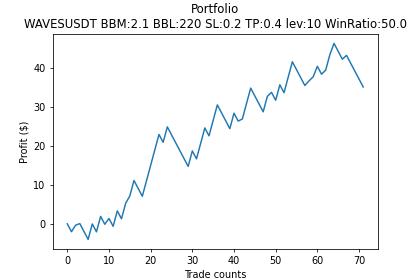 Portfolio
WAVESUSDT BBM:2.1 BBL:220 SL:0.2 TP:0.4 lev:10 WinRatio:50.0
Profit ($)
40
30
20
10
0
0 10 20 30 40 50 60 70
Trade counts